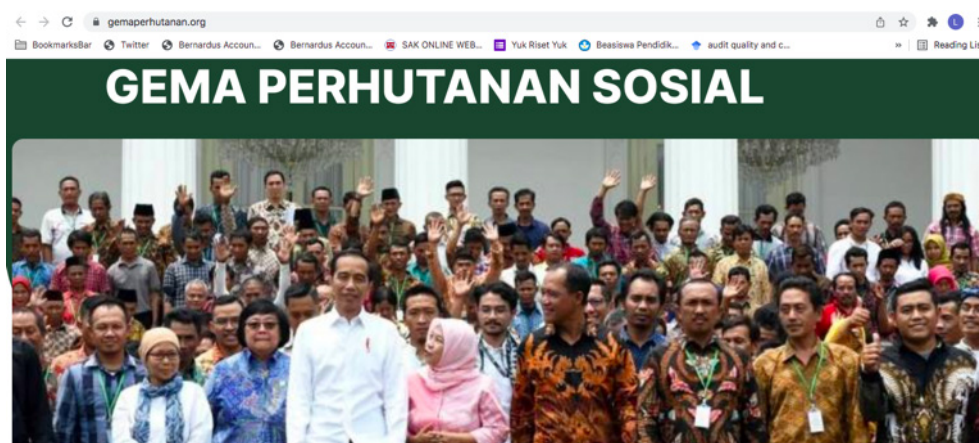 gemaperhutanan.org
BookmarksBar Twitter Bernardus Accoun... Bernardus Accoun... SAK ONLINE WEB... Yuk Riset Yuk Beasiswa Pendidik... audit quality and c... » Reading Lis
GEMA PERHUTANAN SOSIAL